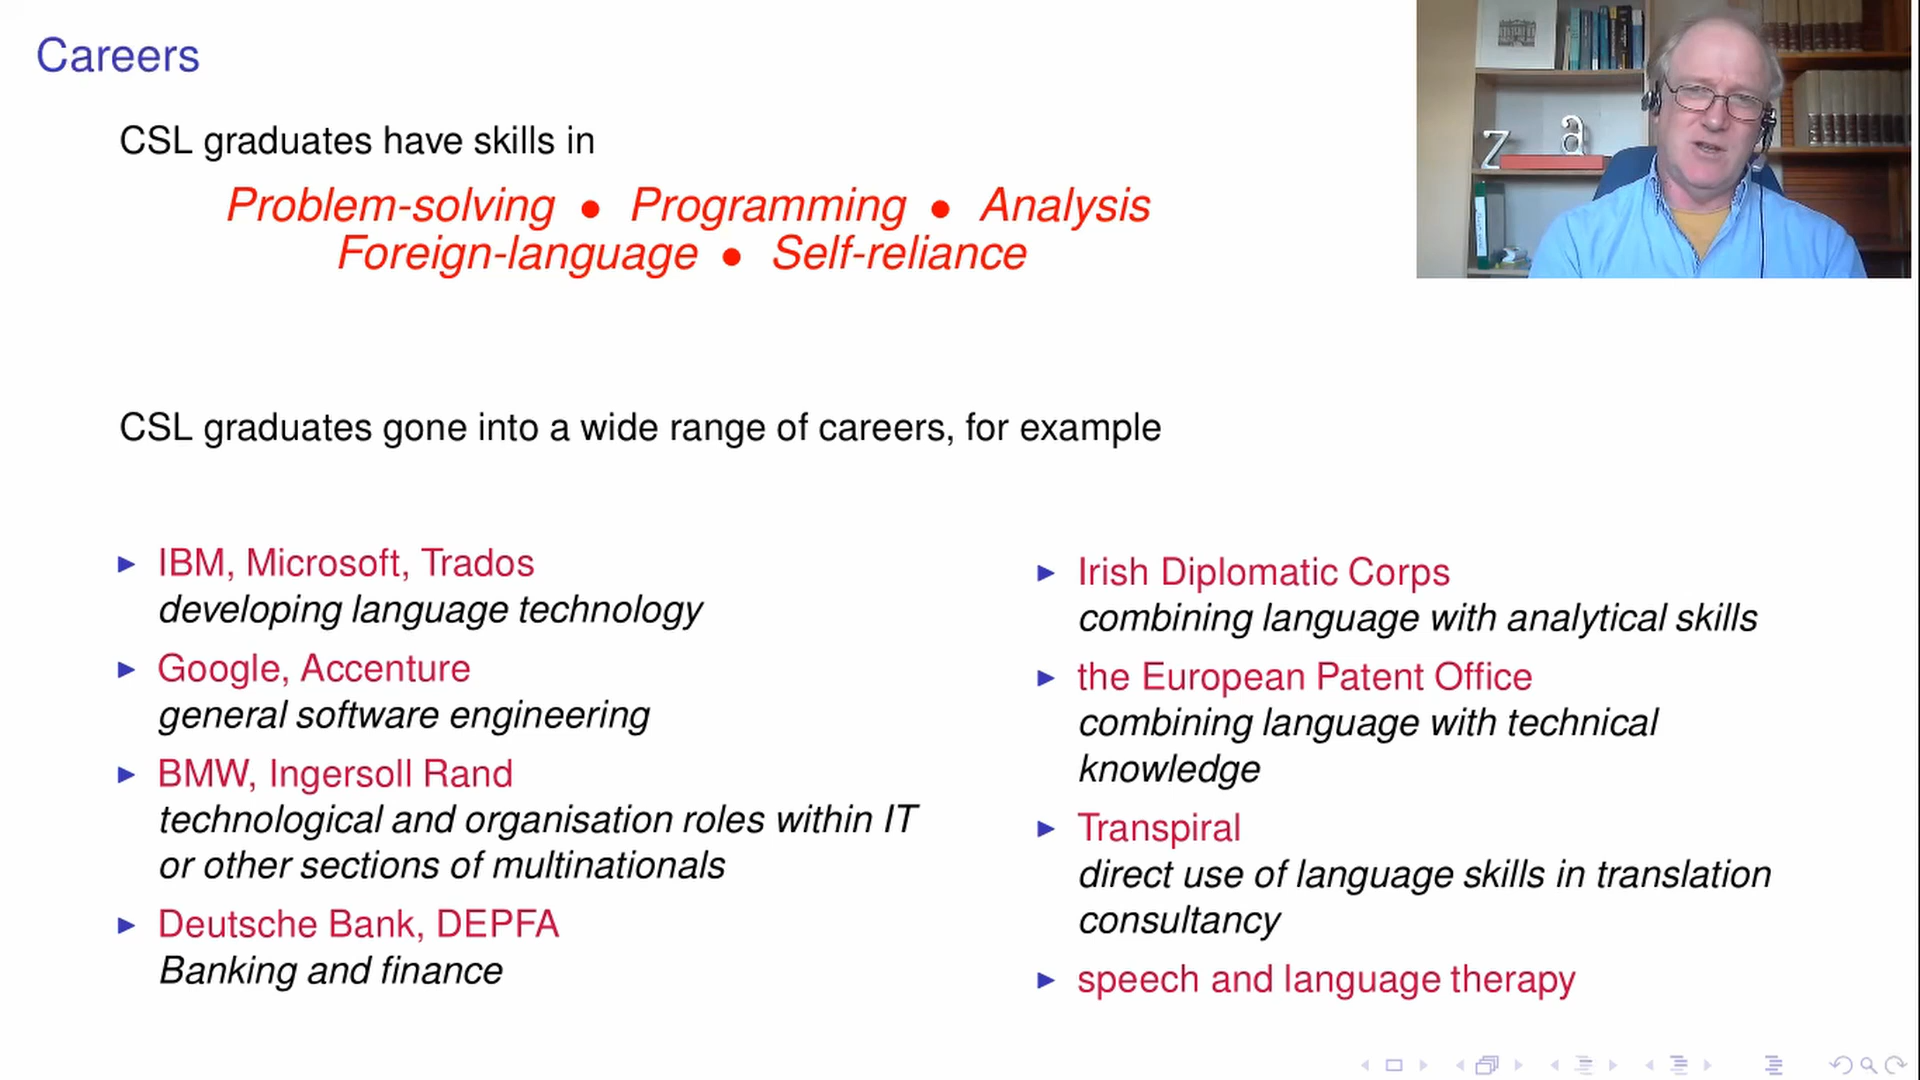 Careers
CSL graduates have skills in
Problem-solving • Programming • Analysis
Foreign-language • Self-reliance
z a
CSL graduates gone into a wide range of careers, for example
► IBM, Microsoft, Trados
developing language technology
► Google, Accenture
general software engineering
► BMW, Ingersoll Rand
technological and organisation roles within IT
or other sections of multinationals
► Deutsche Bank, DEPFA
Banking and finance
► Irish Diplomatic Corps
combining language with analytical skills
► the European Patent Office
combining language with technical
knowledge
► Transpiral
direct use of language skills in translation
consultancy
► speech and language therapy